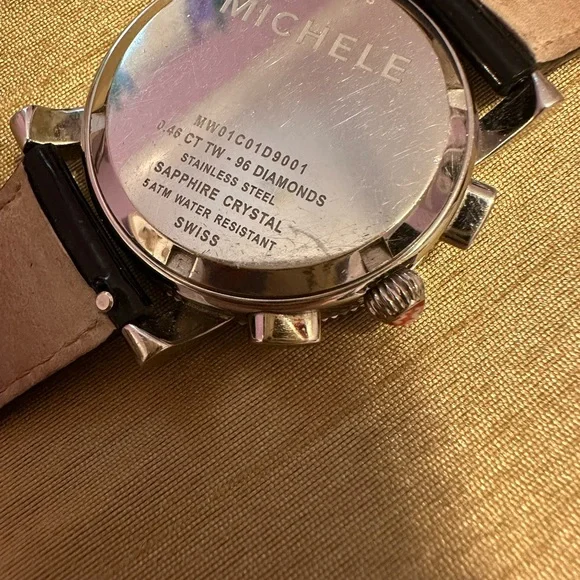 MICHELE
MW01C01D9001
0.46 CT TW - 96 DIAMONDS
STAINLESS STEEL
SAPPHIRE CRYSTAL
5 ATM WATER RESISTANT
SWISS